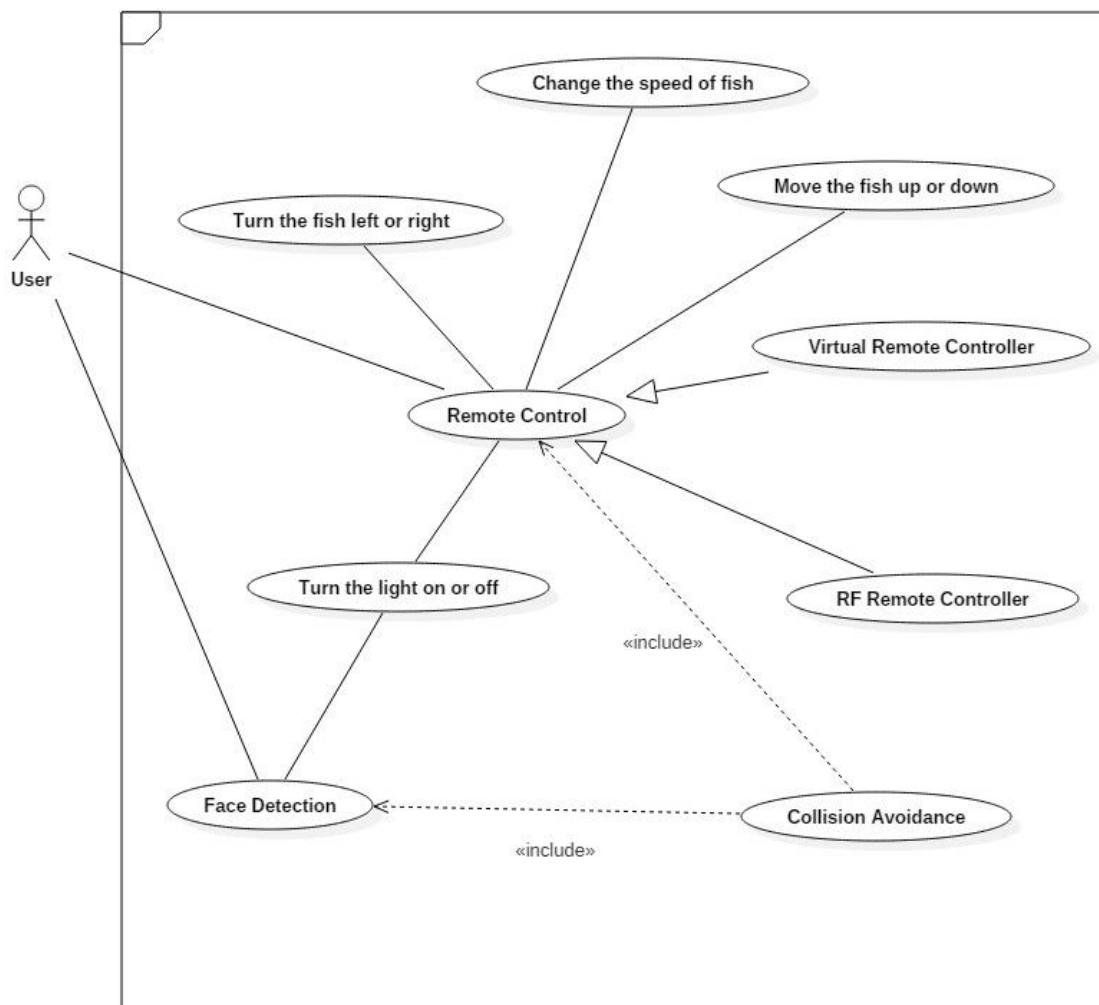 Change the speed of fish
Move the fish up or down
Turn the fish left or right
User
Virtual Remote Controller
Remote Control
Turn the light on or off
RF Remote Controller
«include»
Face Detection
Collision Avoidance
«include»